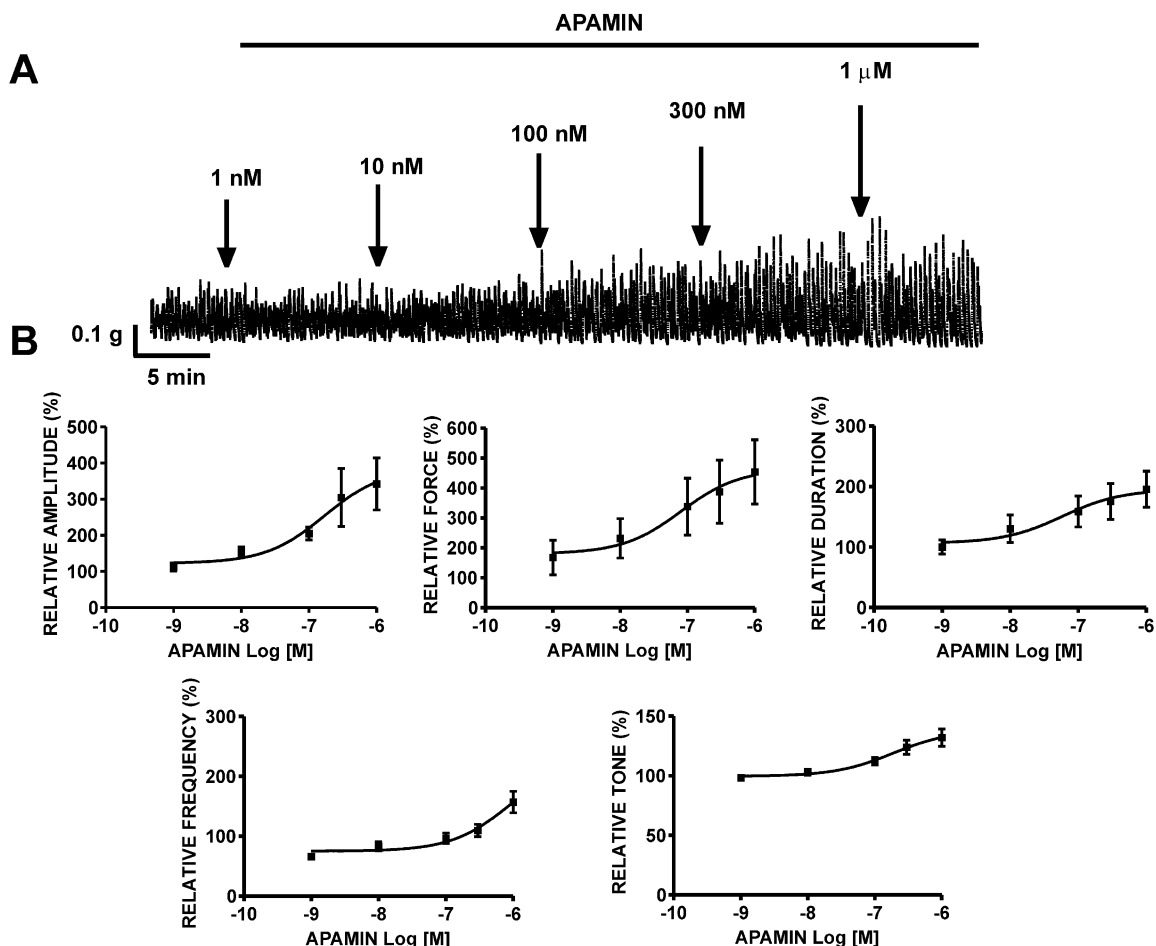 APAMIN
A
1 μM
300 nM
100 nM
10 nM
1 nM
0.1 g
5 min
B
RELATIVE AMPLITUDE (%)
500
400
300
200
100
0
-10 -9 -8 -7 -6
APAMIN Log [M]
RELATIVE FORCE (%)
600
500
400
300
200
100
0
-10 -9 -8 -7 -6
APAMIN Log [M]
RELATIVE DURATION (%)
300
200
100
0
-10 -9 -8 -7 -6
APAMIN Log [M]
RELATIVE FREQUENCY (%)
300
200
100
0
-10 -9 -8 -7 -6
APAMIN Log [M]
RELATIVE TONE (%)
150
100
50
0
-10 -9 -8 -7 -6
APAMIN Log [M]